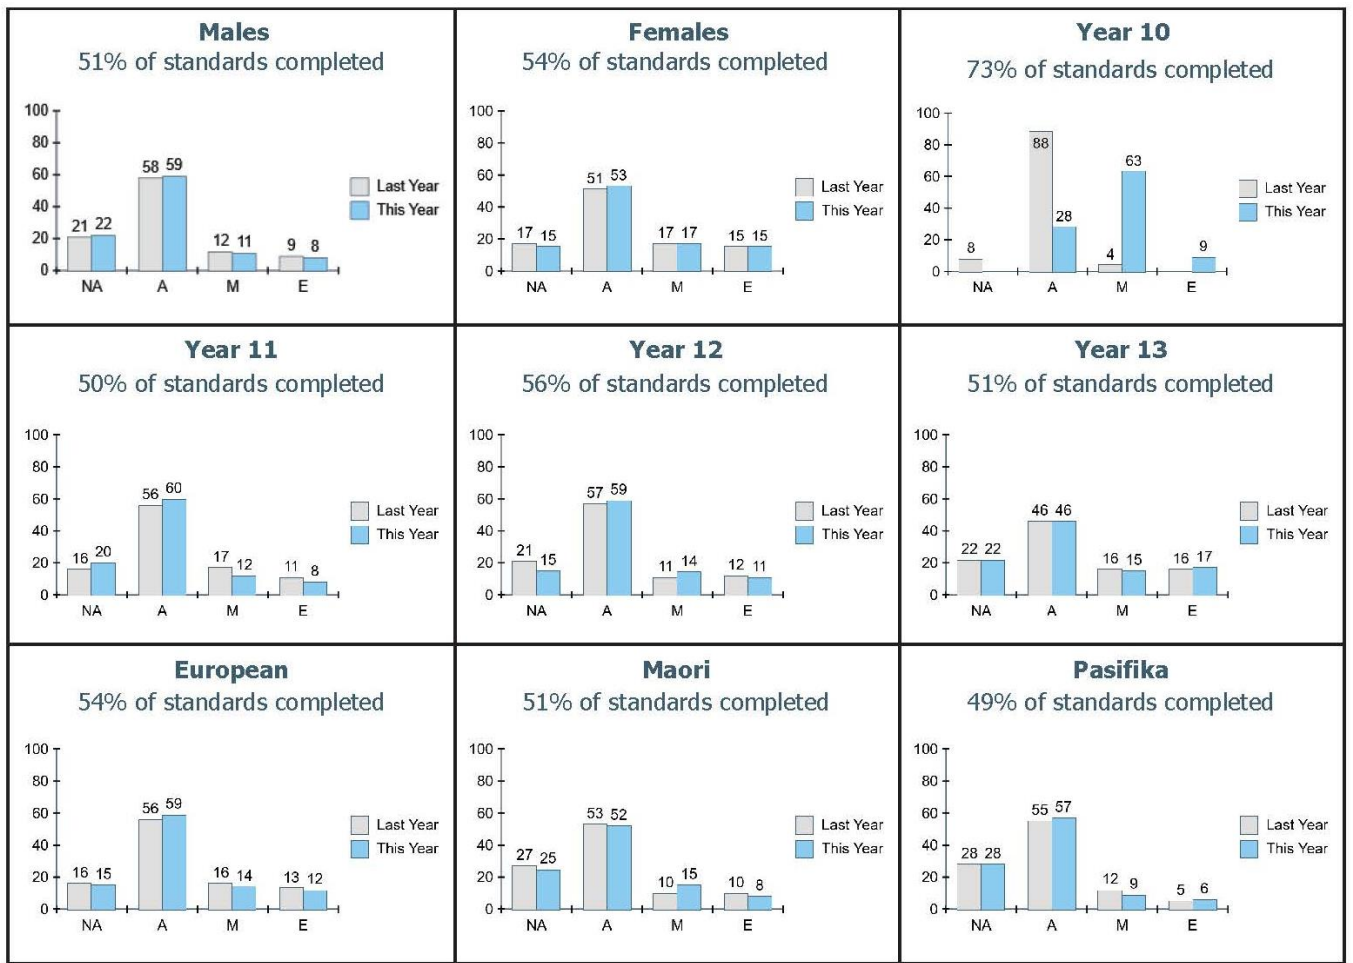 Males
51% of standards completed
100
80
60
40
20
0
21 22
58 59
12 11
9 8
NA A M E
Last Year
This Year
Females
54% of standards completed
100
80
60
40
20
0
17 15
51 53
17 17
15 15
NA A M E
Last Year
This Year
Year 10
73% of standards completed
100
80
60
40
20
0
8
88
28
4
63
9
NA A M E
Last Year
This Year
Year 11
50% of standards completed
100
80
60
40
20
0
16 20
56 60
17 12
11 8
NA A M E
Last Year
This Year
Year 12
56% of standards completed
100
80
60
40
20
0
21 15
57 59
11 14
12 11
NA A M E
Last Year
This Year
Year 13
51% of standards completed
100
80
60
40
20
0
22 22
46 46
16 15
16 17
NA A M E
Last Year
This Year
European
54% of standards completed
100
80
60
40
20
0
16 15
56 59
16 14
13 12
NA A M E
Last Year
This Year
Maori
51% of standards completed
100
80
60
40
20
0
27 25
53 52
10 15
10 8
NA A M E
Last Year
This Year
Pasifika
49% of standards completed
100
80
60
40
20
0
28 28
55 57
12 9
5 6
NA A M E
Last Year
This Year